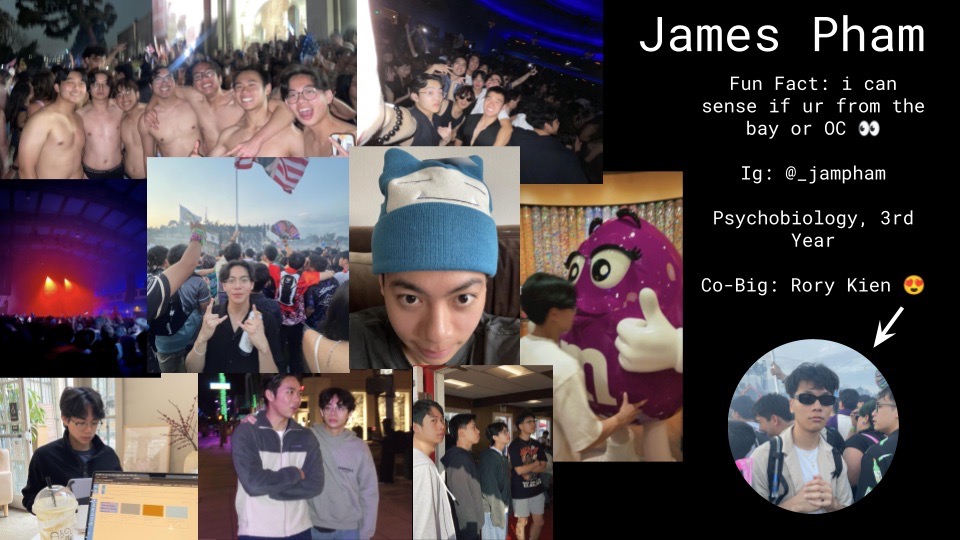 James Pham
Fun Fact: i can
sense if ur from the
bay or OC 👀
Ig: @_jampham
Psychobiology, 3rd
Year
Co-Big: Rory Kien 😍